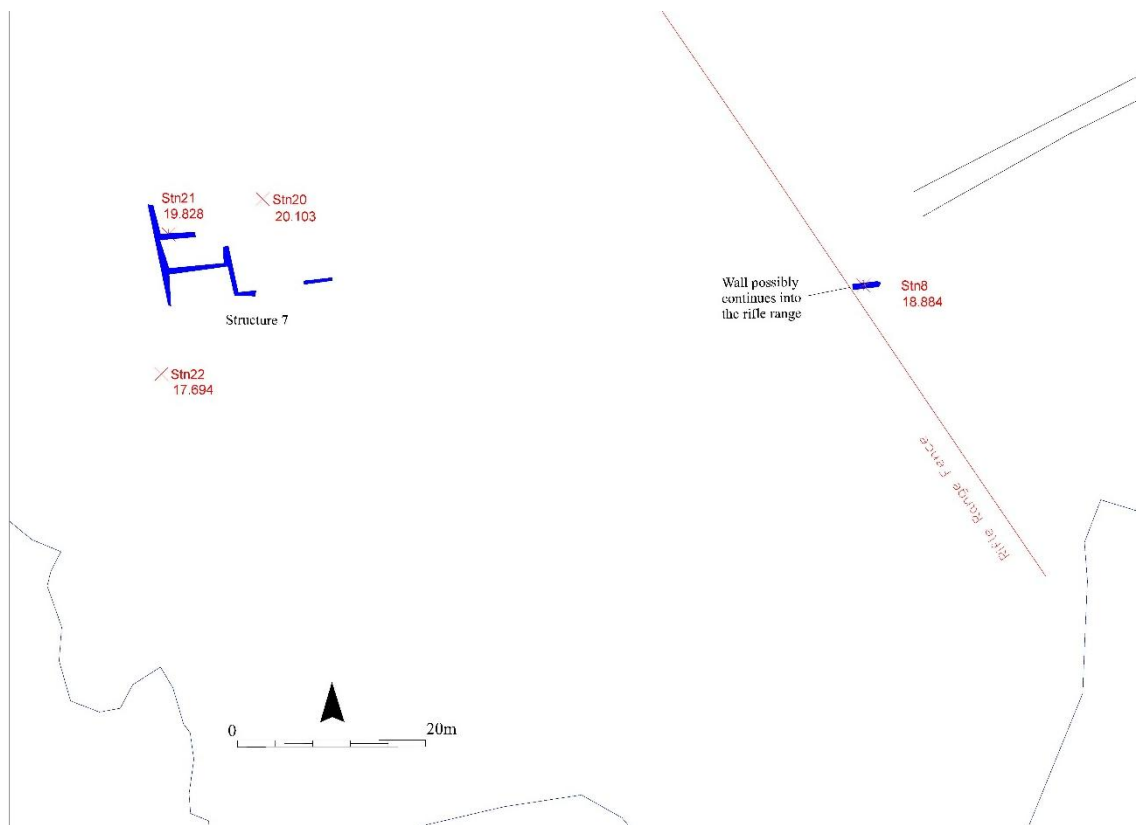 Stn21
19.828
Stn20
20.103
Structure 7
Stn22
17.694
Wall possibly
continues into
the rifle range
Stn8
18.884
Rifle Range Fence
0
20m